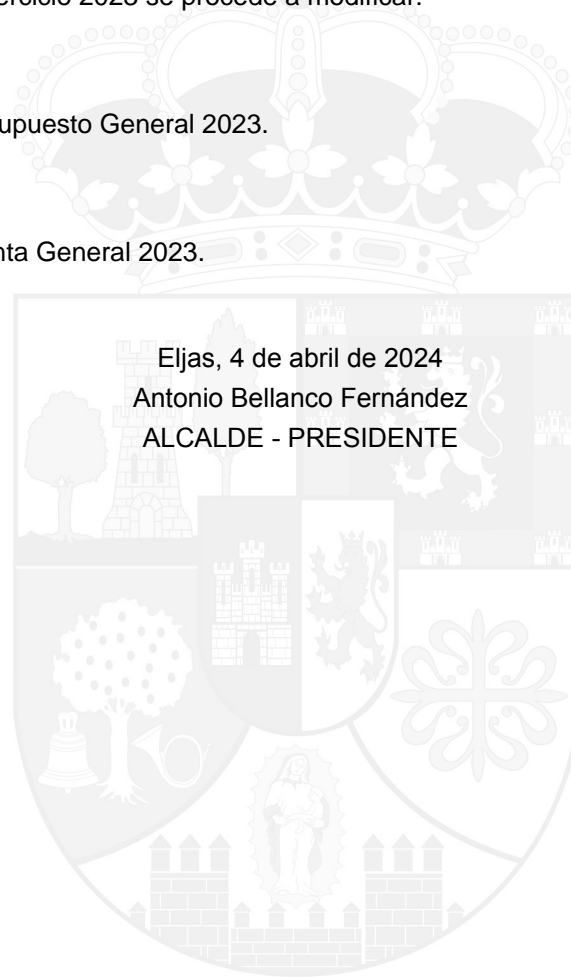 ercicio 2023 se procede a modificar:
upuesto General 2023.
nta General 2023.
Eljas, 4 de abril de 2024
Antonio Bellanco Fernández
ALCALDE - PRESIDENTE